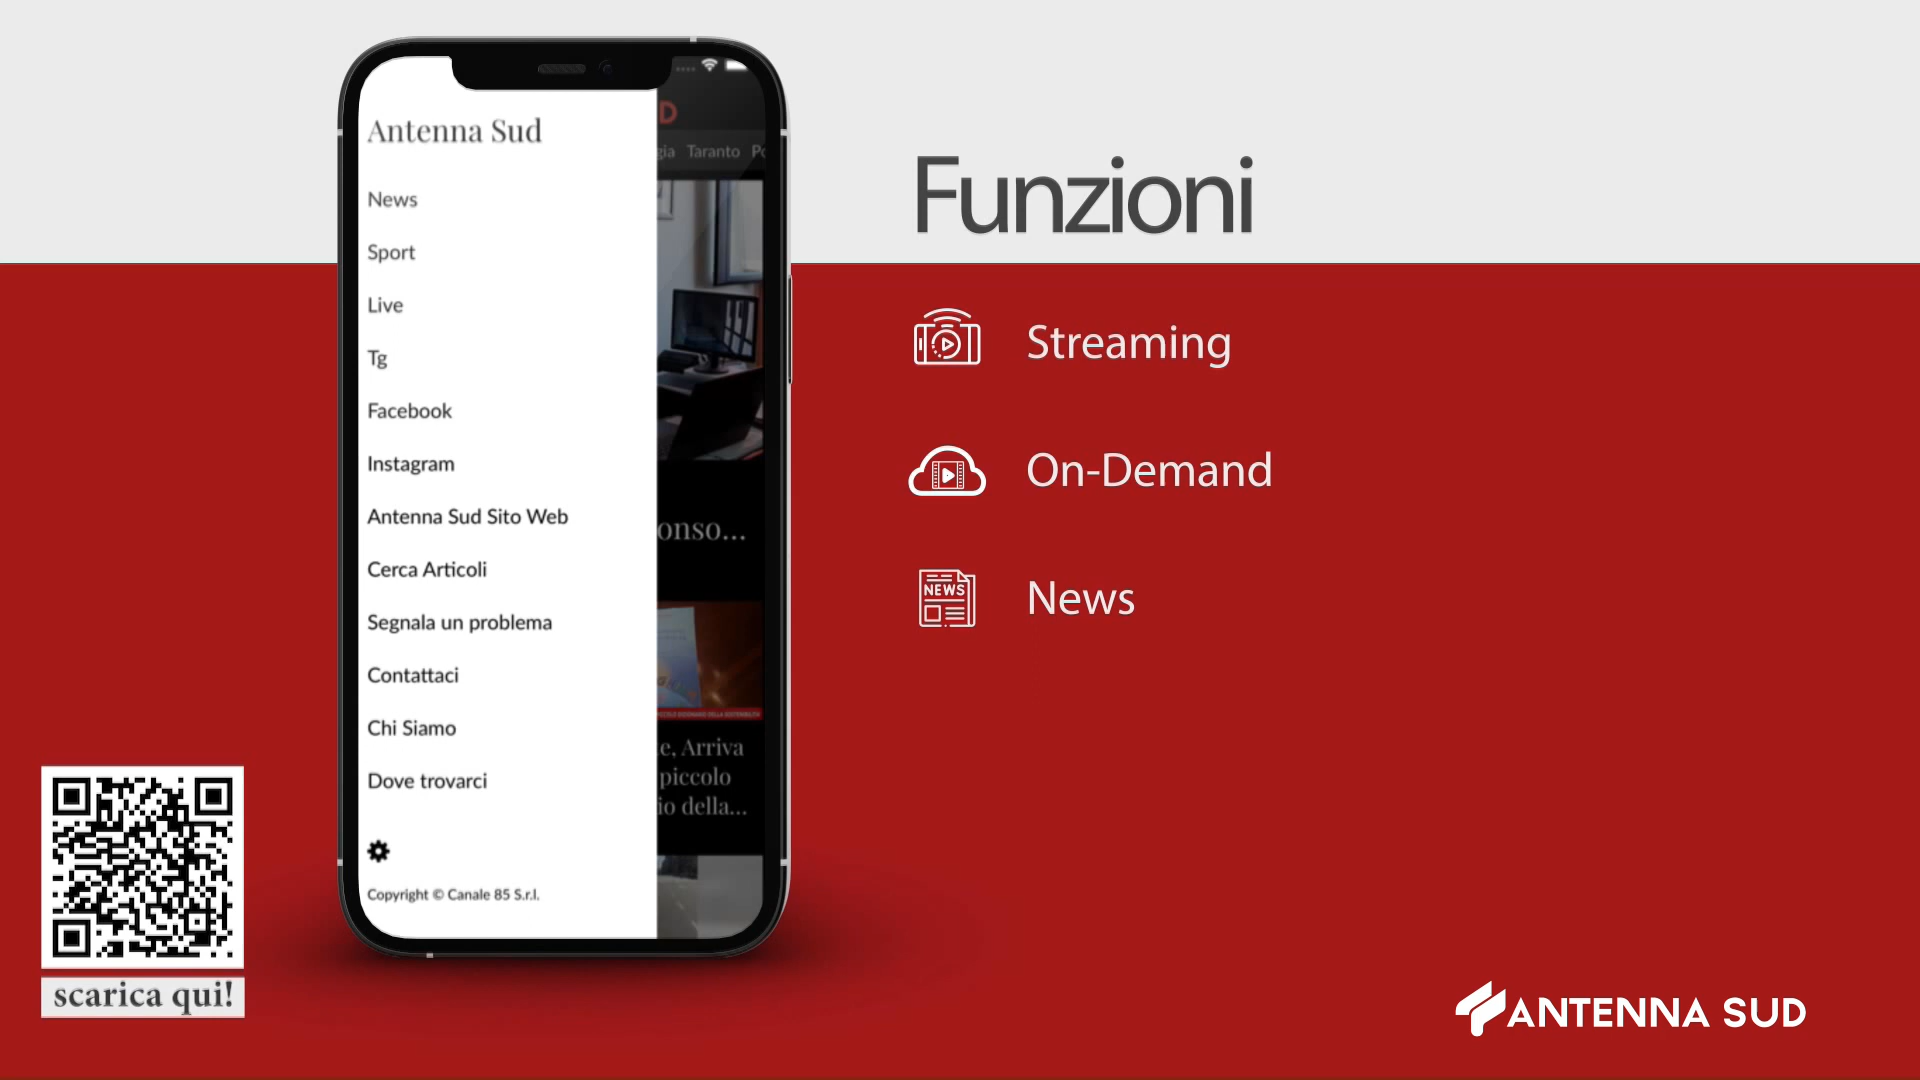 Antenna Sud
News
Sport
Live
Tg
Facebook
Instagram
Antenna Sud Sito Web
Cerca Articoli
Segnala un problema
Contattaci
Chi Siamo
Dove trovarci
Copyright © Canale 85 S.r.l.
D
gia Taranto Po
onso...
e, Arriva
piccolo
io della...
Funzioni
Streaming
On-Demand
NEWS
News
scarica qui!
ANTENNA SUD